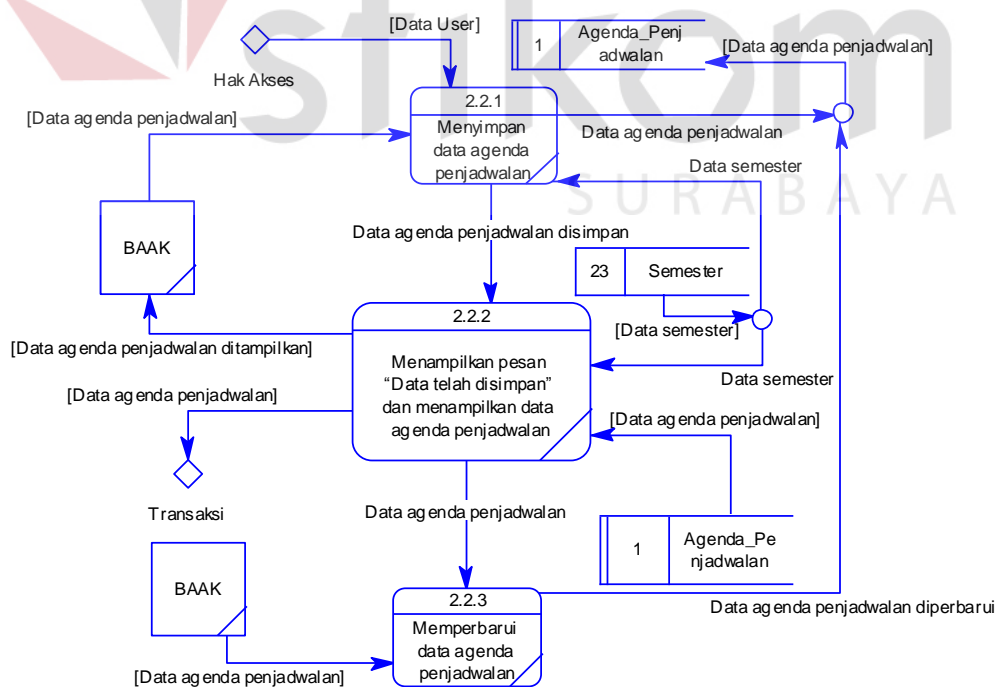 stikom
SURABAYA
[Data User]
Hak Akses
1
Agenda_Penj
adwalan
[Data agenda penjadwalan]
[Data agenda penjadwalan]
2.2.1
Menyimpan
data agenda
penjadwalan
Data agenda penjadwalan
Data semester
BAAK
Data agenda penjadwalan disimpan
23
Semester
[Data semester]
2.2.2
Menampilkan pesan
“Data telah disimpan”
dan menampilkan data
agenda penjadwalan
[Data agenda penjadwalan ditampilkan]
Data semester
[Data agenda penjadwalan]
[Data agenda penjadwalan]
Transaksi
Data agenda penjadwalan
1
Agenda_Pe
njadwalan
BAAK
2.2.3
Memperbarui
data agenda
penjadwalan
Data agenda penjadwalan diperbarui
[Data agenda penjadwalan]